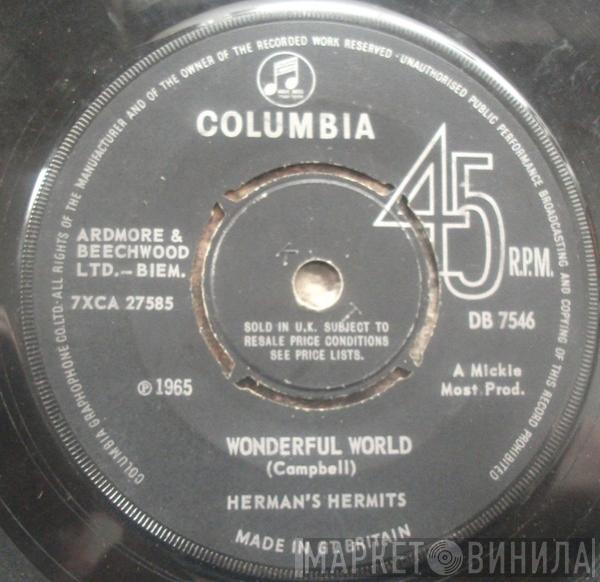 COLUMBIA GRAPHOPHONE CO.LTD·ALL RIGHTS OF THE MANUFACTURER AND OF THE OWNER OF THE RECORDED WORK RESERVED·UNAUTHORISED PUBLIC PERFORMANCE BROADCASTING AND COPYING OF THIS RECORD PROHIBITED
COLUMBIA
45
R.P.M.
ARDMORE &
BEECHWOOD
LTD.–BIEM.
7XCA 27585
DB 7546
SOLD IN U.K. SUBJECT TO
RESALE PRICE CONDITIONS
SEE PRICE LISTS.
℗ 1965
A Mickie
Most Prod.
WONDERFUL WORLD
(Campbell)
HERMAN'S HERMITS
MADE IN GT. BRITAIN
МАРКЕТ ВИНИЛА